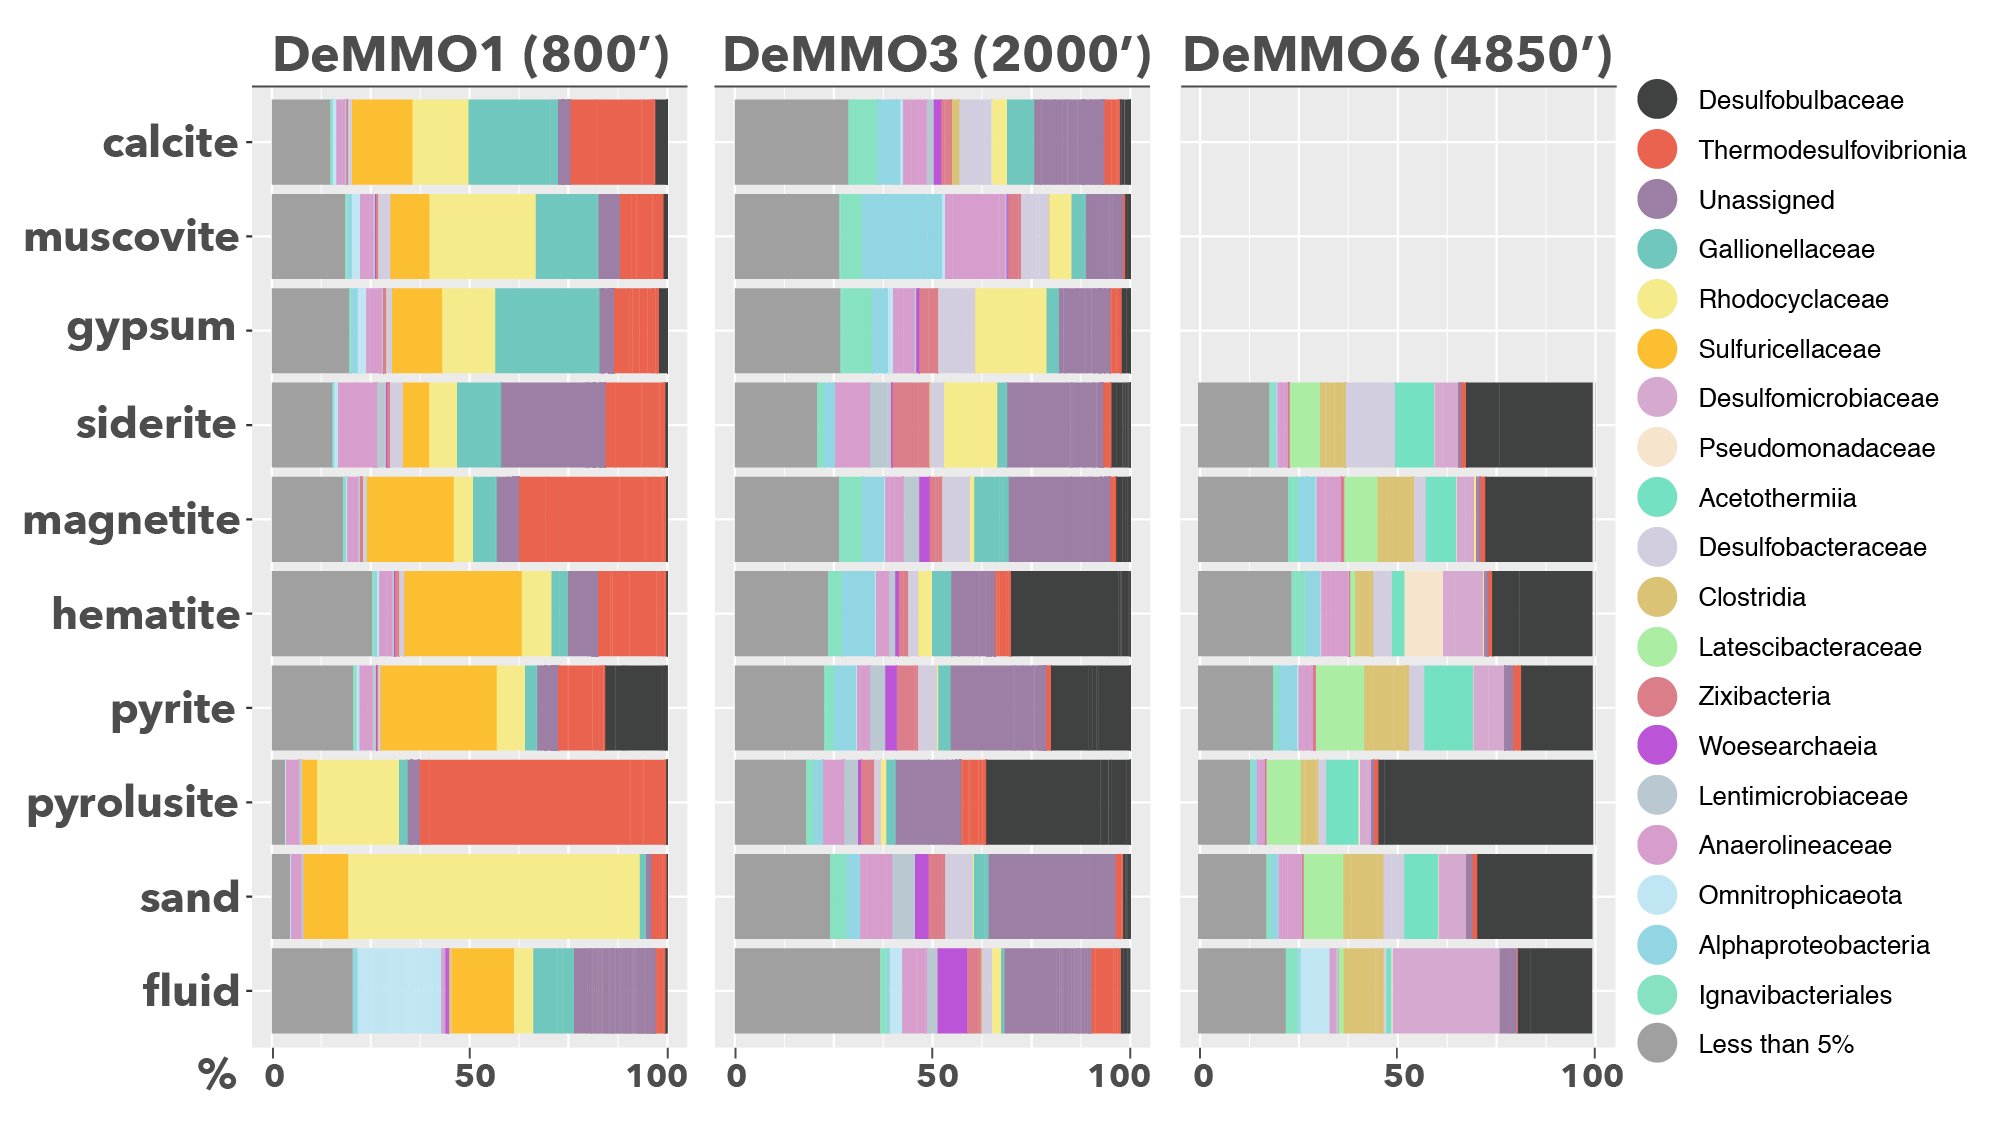 DeMMO1 (800′) DeMMO3 (2000′) DeMMO6 (4850′)
calcite
muscovite
gypsum
siderite
magnetite
hematite
pyrite
pyrolusite
sand
fluid
% 0 50 100 0 50 100 0 50 100
Desulfobulbaceae
Thermodesulfovibrionia
Unassigned
Gallionellaceae
Rhodocyclaceae
Sulfuricellaceae
Desulfomicrobiaceae
Pseudomonadaceae
Acetothermiia
Desulfobacteraceae
Clostridia
Latescibacteraceae
Zixibacteria
Woesearchaeia
Lentimicrobiaceae
Anaerolineaceae
Omnitrophicaeota
Alphaproteobacteria
Ignavibacteriales
Less than 5%